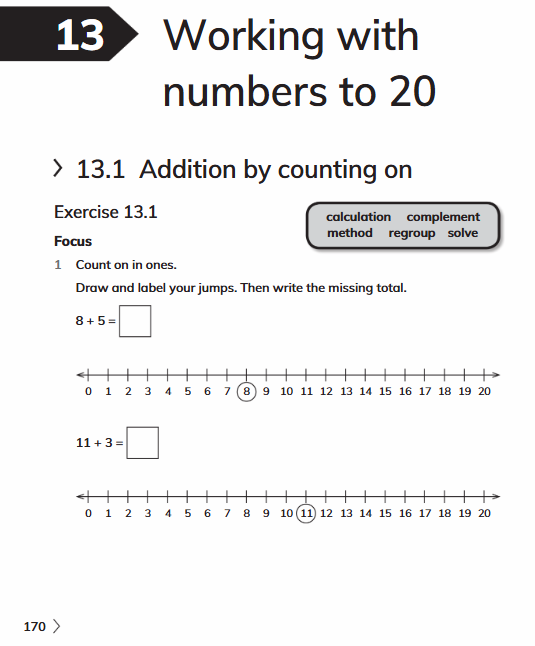 13
Working with
numbers to 20
13.1 Addition by counting on
Exercise 13.1
calculation complement
method regroup solve
Focus
1 Count on in ones.
Draw and label your jumps. Then write the missing total.
8 + 5 =
0 1 2 3 4 5 6 7 8 9 10 11 12 13 14 15 16 17 18 19 20
11 + 3 =
0 1 2 3 4 5 6 7 8 9 10 11 12 13 14 15 16 17 18 19 20
170